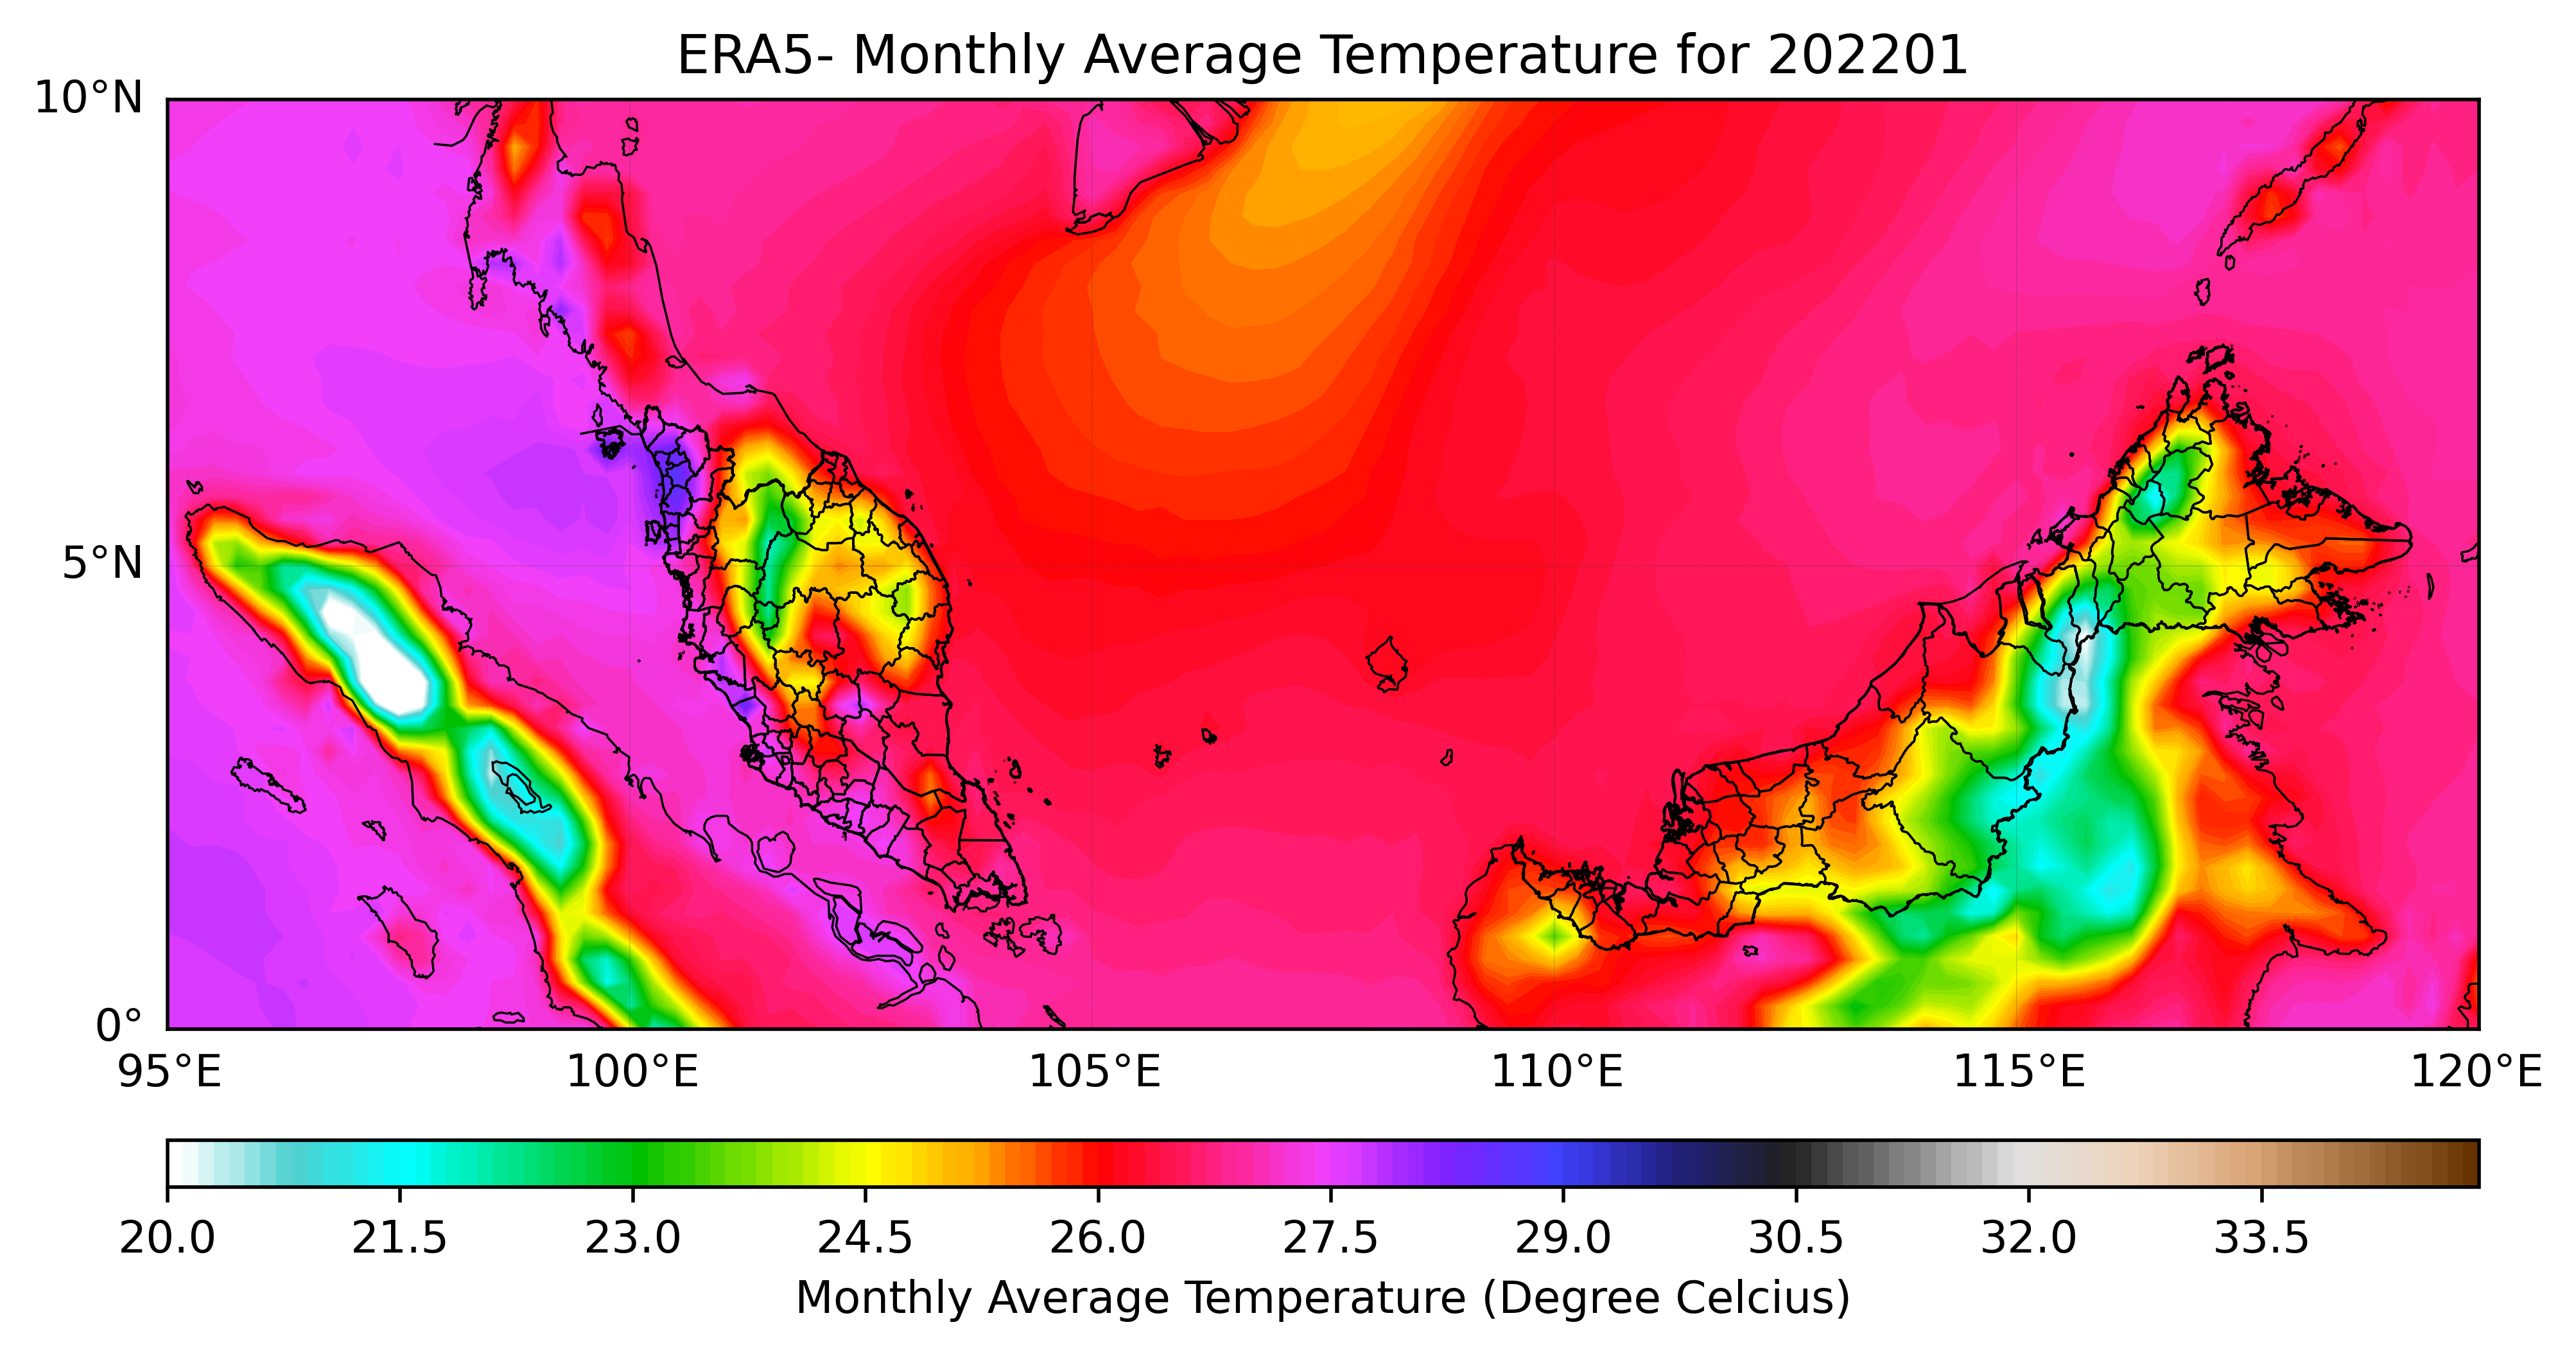 ERA5- Monthly Average Temperature for 202201
10°N
5°N
0°
95°E 100°E 105°E 110°E 115°E 120°E
20.0 21.5 23.0 24.5 26.0 27.5 29.0 30.5 32.0 33.5
Monthly Average Temperature (Degree Celcius)